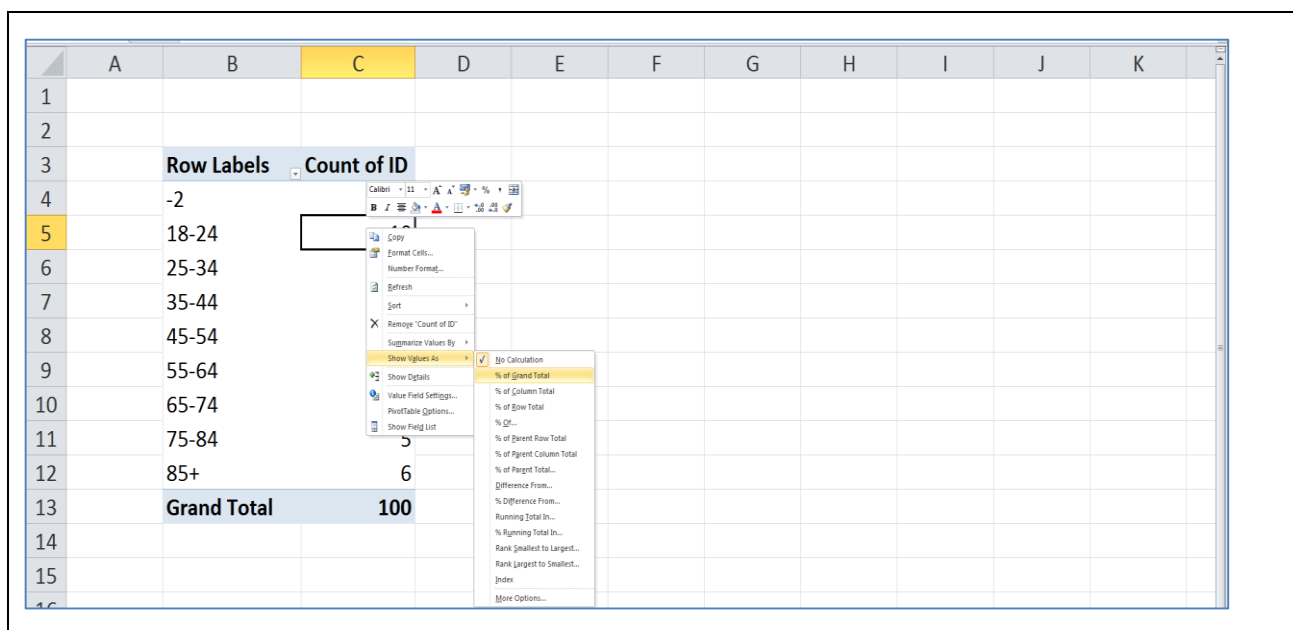 A B C D E F G H I J K
1
2
3 Row Labels Count of ID
4 -2
Calibri 11 A A % ,
B I A .00 .00
5 18-24
6 25-34
7 35-44
8 45-54
9 55-64
10 65-74
11 75-84 5
12 85+ 6
13 Grand Total 100
14
15
Copy
Format Cells...
Number Format...
Refresh
Sort
Remove "Count of ID"
Summarize Values By
Show Values As
Show Details
Value Field Settings...
PivotTable Options...
Show Field List
No Calculation
% of Grand Total
% of Column Total
% of Row Total
% Of...
% of Parent Row Total
% of Parent Column Total
% of Parent Total...
Difference From...
% Difference From...
Running Total In...
% Running Total In...
Rank Smallest to Largest...
Rank Largest to Smallest...
Index
More Options...